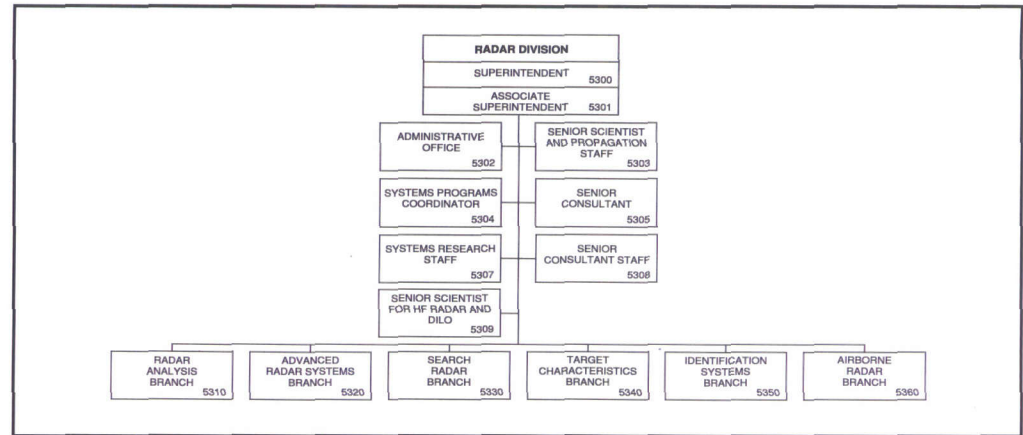 RADAR DIVISION
SUPERINTENDENT
5300
ASSOCIATE
SUPERINTENDENT 5301
ADMINISTRATIVE
OFFICE
5302
SENIOR SCIENTIST
AND PROPAGATION
STAFF
5303
SYSTEMS PROGRAMS
COORDINATOR
5304
SENIOR
CONSULTANT
5305
SYSTEMS RESEARCH
STAFF
5307
SENIOR
CONSULTANT STAFF
5308
SENIOR SCIENTIST
FOR HF RADAR AND
DILO
5309
RADAR
ANALYSIS
BRANCH
5310
ADVANCED
RADAR SYSTEMS
BRANCH
5320
SEARCH
RADAR
BRANCH
5330
TARGET
CHARACTERISTICS
BRANCH
5340
IDENTIFICATION
SYSTEMS
BRANCH
5350
AIRBORNE
RADAR
BRANCH
5360